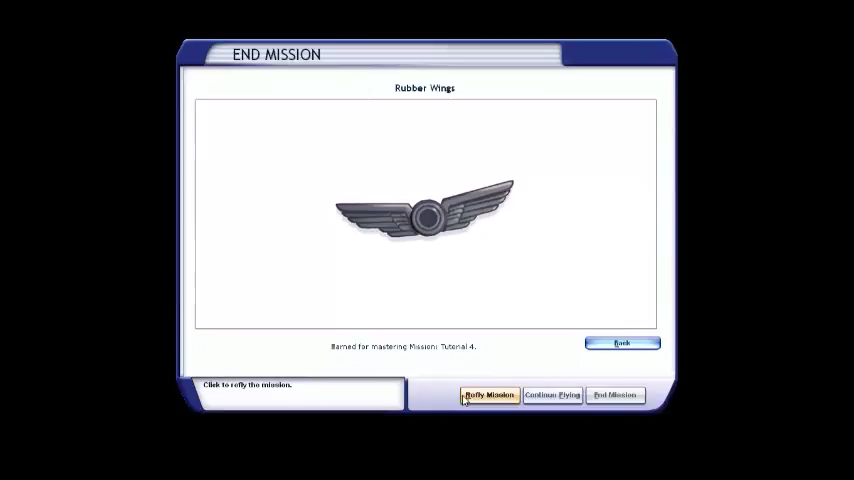 END MISSION
Rubber Wings
Earned for mastering Mission: Tutorial 4.
Back
Click to refly the mission.
Refly Mission
Continue Flying
End Mission